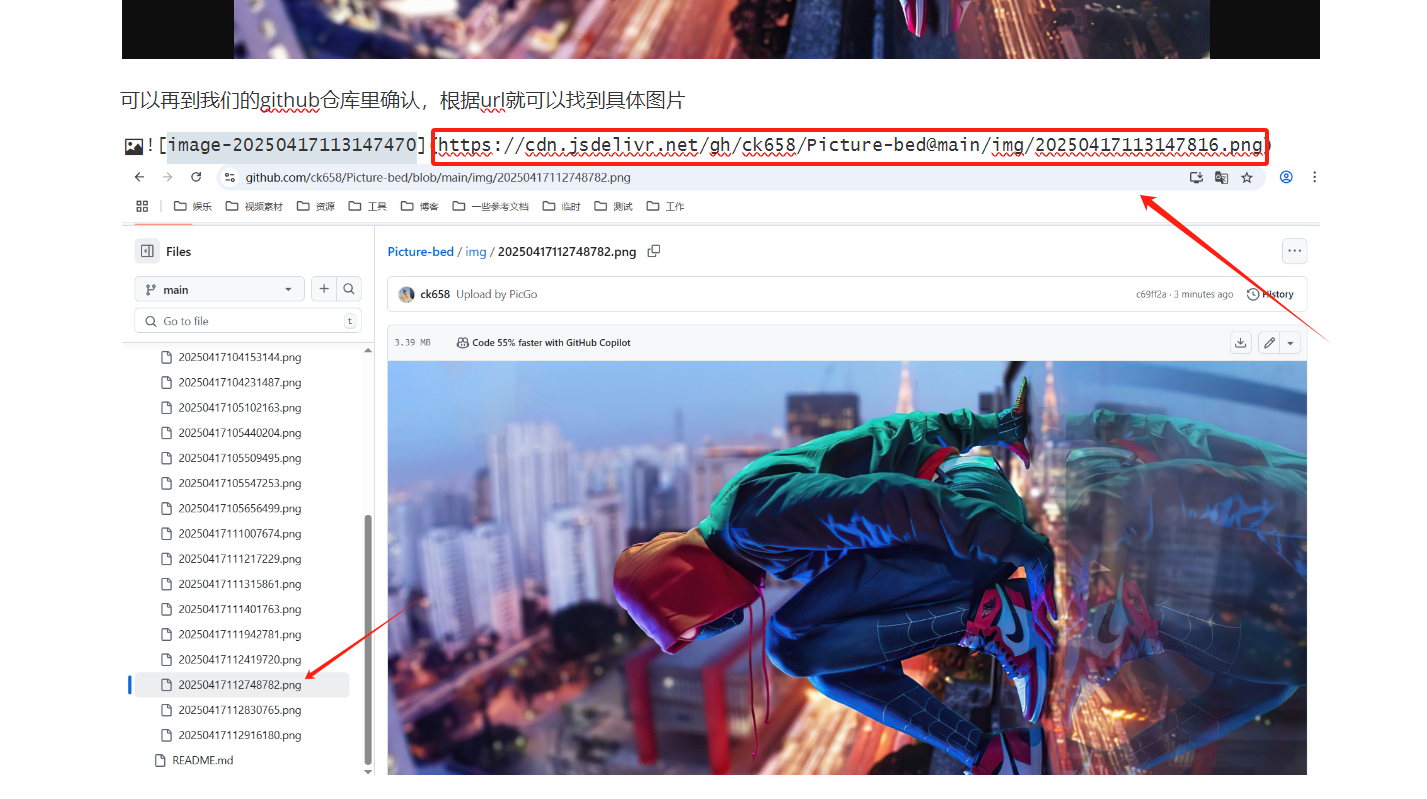 可以再到我们的github仓库里确认，根据url就可以找到具体图片
![image-20250417113147470](https://cdn.jsdelivr.net/gh/ck658/Picture-bed@main/img/20250417113147816.png)
github.com/ck658/Picture-bed/blob/main/img/20250417112748782.png
娱乐 视频素材 资源 工具 博客 一些参考文档 临时 测试 工作
Files
Picture-bed / img / 20250417112748782.png
main
ck658 Upload by PicGo c69ff2a · 3 minutes ago History
Go to file t
3.39 MB Code 55% faster with GitHub Copilot
20250417104153144.png
20250417104231487.png
20250417105102163.png
20250417105440204.png
20250417105509495.png
20250417105547253.png
20250417105656499.png
20250417111007674.png
20250417111217229.png
20250417111315861.png
20250417111401763.png
20250417111942781.png
20250417112419720.png
20250417112748782.png
20250417112830765.png
20250417112916180.png
README.md